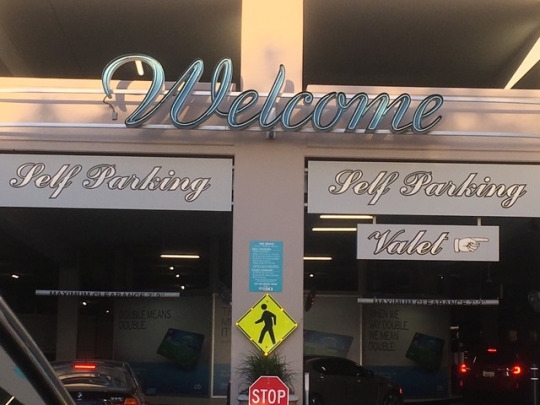 Welcome
Self Parking
Self Parking
Valet
MAXIMUM CLEARANCE
MAXIMUM CLEARANCE
DOUBLE MEANS
DOUBLE.
WHEN WE
SAY DOUBLE,
WE MEAN
DOUBLE.
STOP